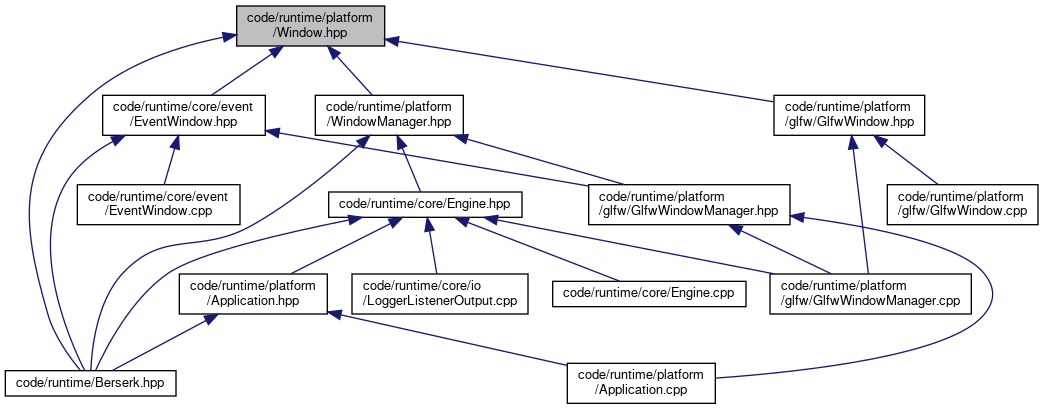 code/runtime/platform
/Window.hpp
code/runtime/core/event
/EventWindow.hpp
code/runtime/platform
/WindowManager.hpp
code/runtime/platform
/glfw/GlfwWindow.hpp
code/runtime/core/event
/EventWindow.cpp
code/runtime/core/Engine.hpp
code/runtime/platform
/glfw/GlfwWindowManager.hpp
code/runtime/platform
/glfw/GlfwWindow.cpp
code/runtime/platform
/Application.hpp
code/runtime/core/io
/LoggerListenerOutput.cpp
code/runtime/core/Engine.cpp
code/runtime/platform
/glfw/GlfwWindowManager.cpp
code/runtime/Berserk.hpp
code/runtime/platform
/Application.cpp